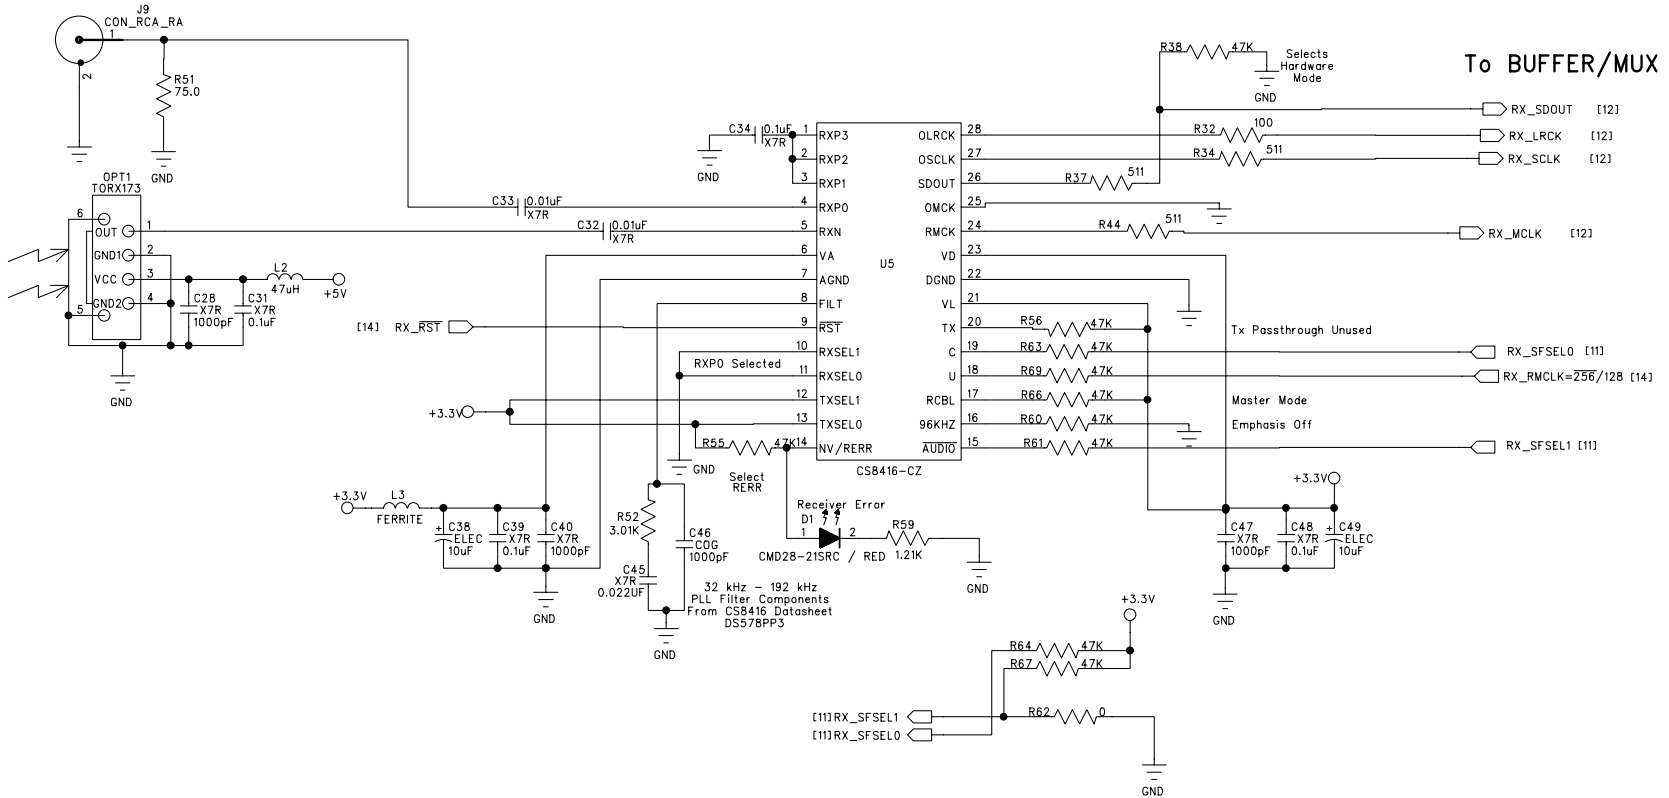 J9
CON_RCA_RA
1
2
R51
75.0
GND
OPT1
TORX173
6
OUT 1
GND1 2
VCC 3
GND2 4
5
L2
47uH
+5V
C28
X7R
1000pF
C31
X7R
0.1uF
GND
C33 0.01uF
X7R
C32 0.01uF
X7R
C34 0.1uF
X7R
GND
[14] RX_RST
RXP0 Selected
+3.3V
R55 47K
Select
RERR
GND
1 RXP3
2 RXP2
3 RXP1
4 RXP0
5 RXN
6 VA
7 AGND
8 FILT
9 RST
10 RXSEL1
11 RXSEL0
12 TXSEL1
13 TXSEL0
14 NV/RERR
U5
CS8416-CZ
OLRCK 28
OSCLK 27
SDOUT 26
OMCK 25
RMCK 24
VD 23
DGND 22
VL 21
TX 20
C 19
U 18
RCBL 17
96KHZ 16
AUDIO 15
R38 47K
Selects
Hardware
Mode
GND
To BUFFER/MUX
RX_SDOUT [12]
R32 100
RX_LRCK [12]
R34 511
RX_SCLK [12]
R37 511
R44 511
RX_MCLK [12]
R56 47K
Tx Passthrough Unused
R63 47K
RX_SFSEL0 [11]
R69 47K
RX_RMCLK=256/128 [14]
R66 47K
Master Mode
R60 47K
Emphasis Off
R61 47K
RX_SFSEL1 [11]
+3.3V
L3
FERRITE
+ C38
ELEC
10uF
C39
X7R
0.1uF
C40
X7R
1000pF
GND
R52
3.01K
C46
COG
1000pF
C45
X7R
0.022UF
GND
32 kHz – 192 kHz
PLL Filter Components
From CS8416 Datasheet
DS578PP3
Receiver Error
D1
1 2
CMD28-21SRC / RED
R59
1.21K
GND
+3.3V
C47
X7R
1000pF
C48
X7R
0.1uF
+ C49
ELEC
10uF
GND
+3.3V
R64 47K
R67 47K
[11]RX_SFSEL1
R62 0
[11]RX_SFSEL0
GND